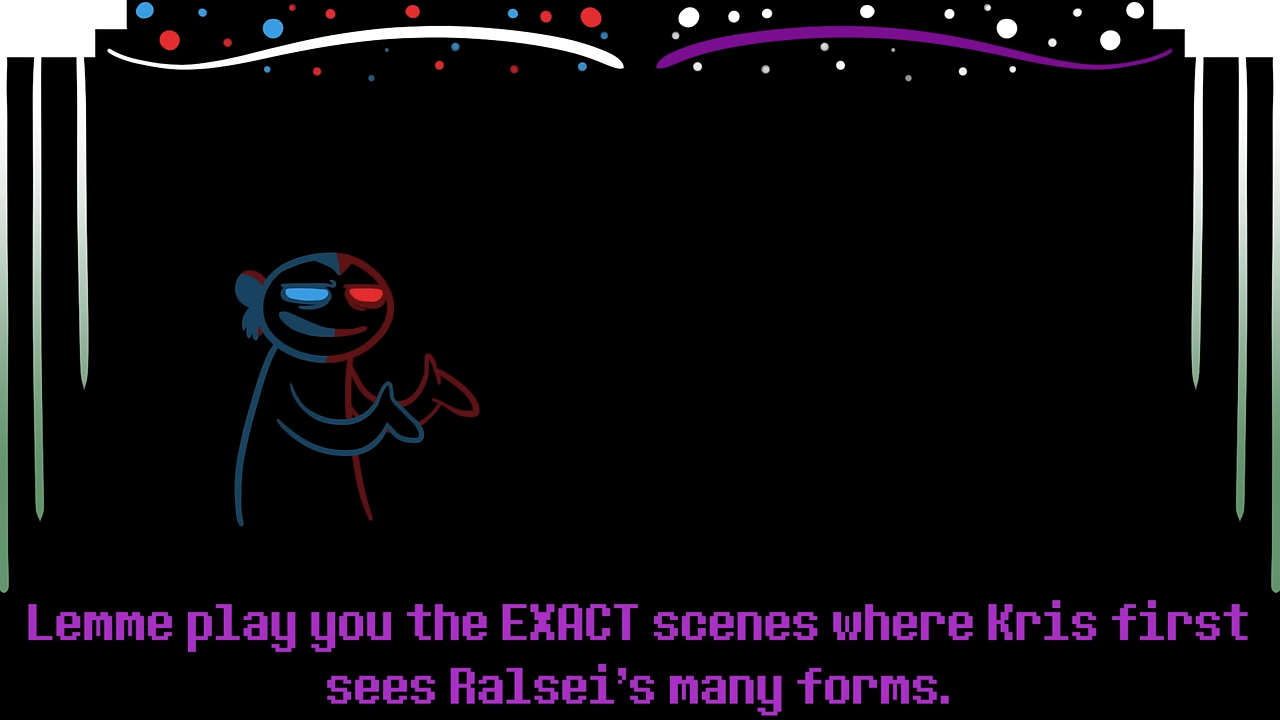 Lemme play you the EXACT scenes where Kris first
sees Ralsei's many forms.